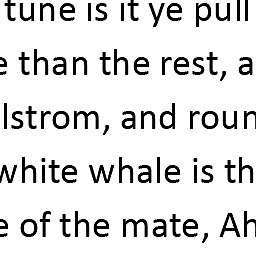 tune is it ye pull
than the rest, a
lstrom, and roun
white whale is th
of the mate, Ah